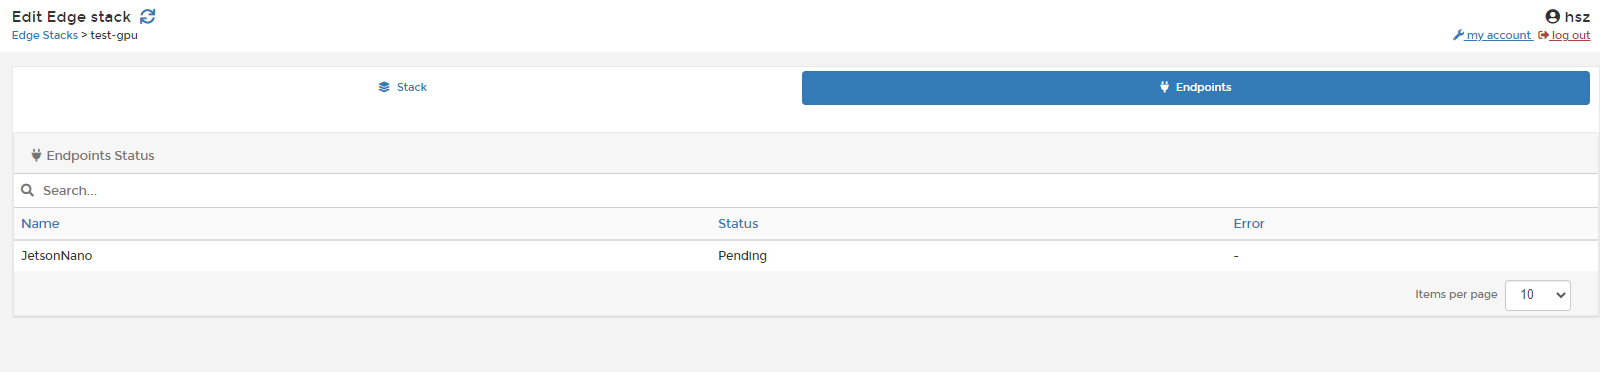 Edit Edge stack
hsz
Edge Stacks > test-gpu
my account log out
Stack
Endpoints
Endpoints Status
Search...
Name Status Error
JetsonNano Pending -
Items per page 10